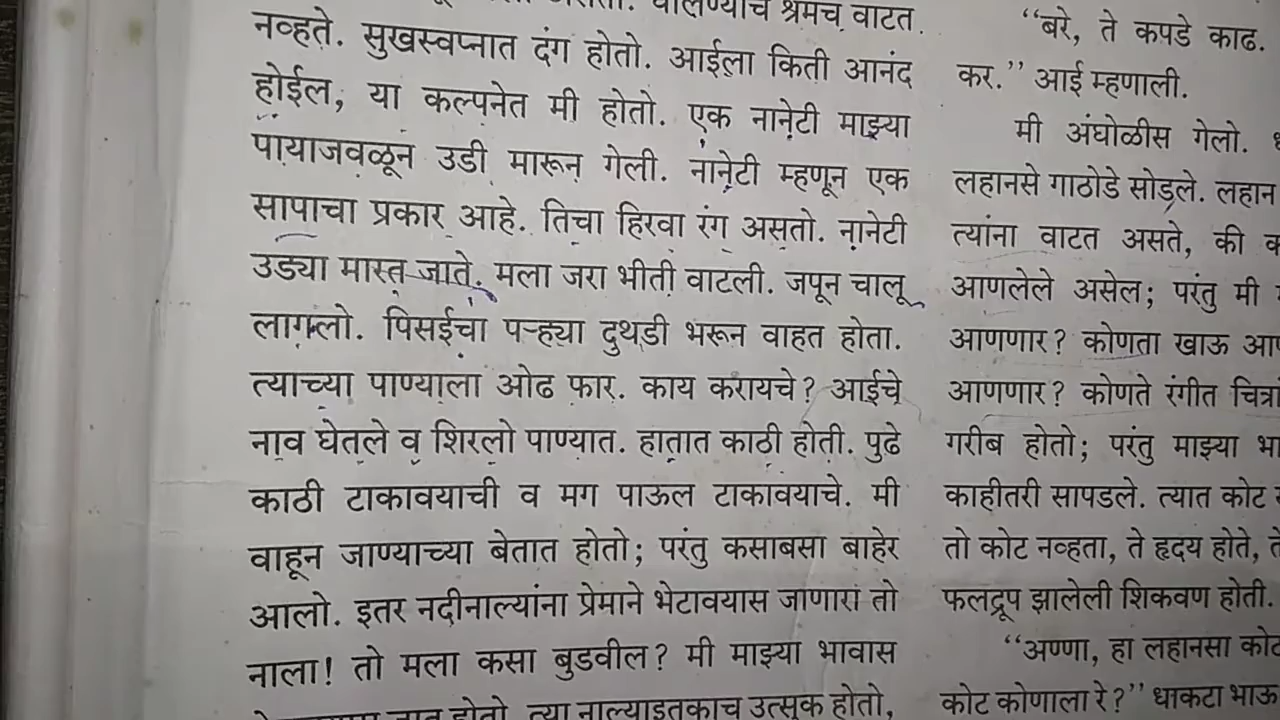 श्रमच वाटत
नव्हते. सुखस्वप्नात दंग होतो. आईला किती आनंद
होईल, या कल्पनेत मी होतो. एक नानेटी माझ्या
पायाजवळून उडी मारून गेली. नानेटी म्हणून एक
सापाचा प्रकार आहे. तिचा हिरवा रंग असतो. नानेटी
उड्या मारत जाते. मला जरा भीती वाटली. जपून चालू
लागलो. पिसईचा पऱ्ह्या दुथडी भरून वाहत होता.
त्याच्या पाण्याला ओढ फार. काय करायचे? आईचे
नाव घेतले व शिरलो पाण्यात. हातात काठी होती. पुढे
काठी टाकावयाची व मग पाऊल टाकावयाचे. मी
वाहून जाण्याच्या बेतात होतो; परंतु कसाबसा बाहेर
आलो. इतर नदीनाल्यांना प्रेमाने भेटावयास जाणारा तो
नाला! तो मला कसा बुडवील? मी माझ्या भावास
होतो. त्या नाल्याइतकाच उत्सुक होतो,
“बरे, ते कपडे काढ.
कर.” आई म्हणाली.
मी अंघोळीस गेलो.
लहानसे गाठोडे सोडले. लहान
त्यांना वाटत असते, की
आणलेले असेल; परंतु मी
आणणार? कोणता खाऊ
आणणार? कोणते रंगीत
गरीब होतो; परंतु माझ्या
काहीतरी सापडले. त्यात कोट
तो कोट नव्हता, ते हृदय होते,
फलद्रूप झालेली शिकवण होती.
“अण्णा, हा लहानसा कोट
कोट कोणाला रे?” धाकटा भाऊ